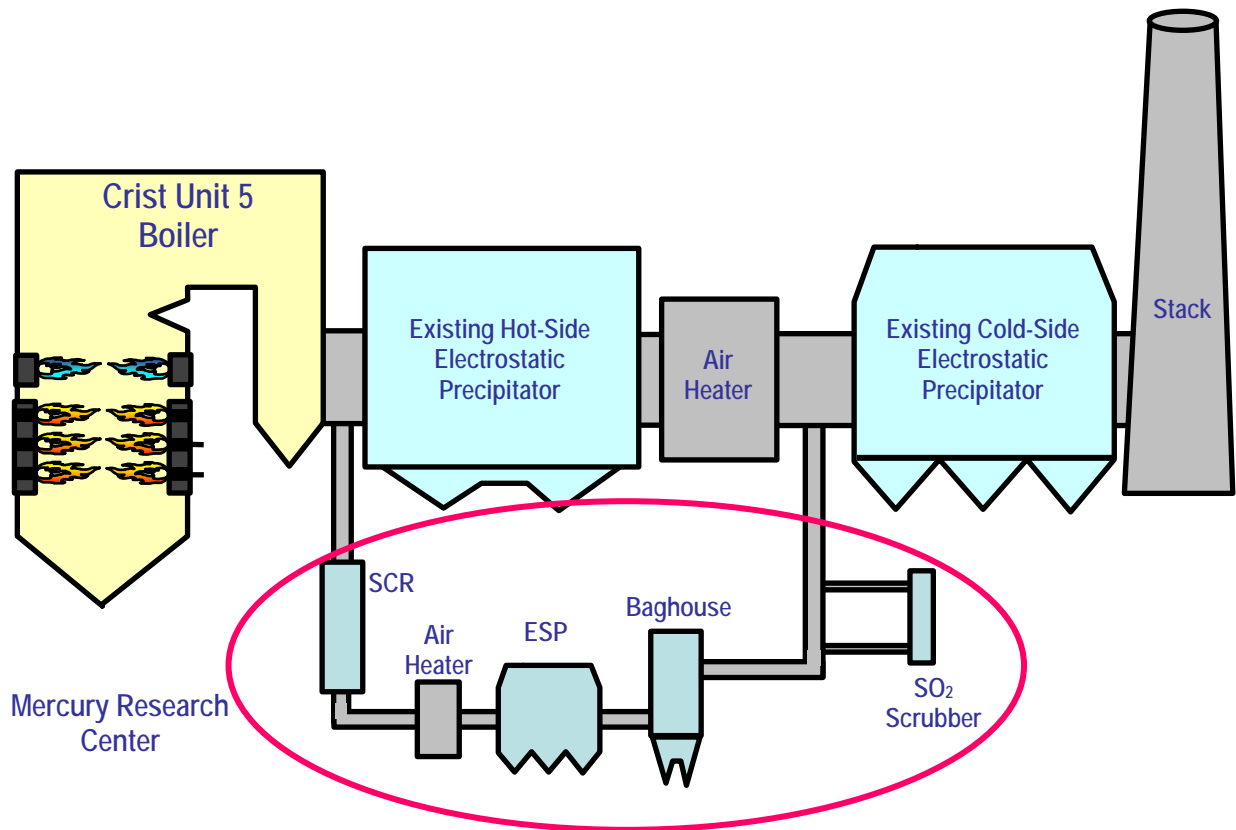 Crist Unit 5
Boiler
Existing Hot-Side
Electrostatic
Precipitator
Air
Heater
Existing Cold-Side
Electrostatic
Precipitator
Stack
SCR
Air
Heater
ESP
Baghouse
SO₂
Scrubber
Mercury Research
Center